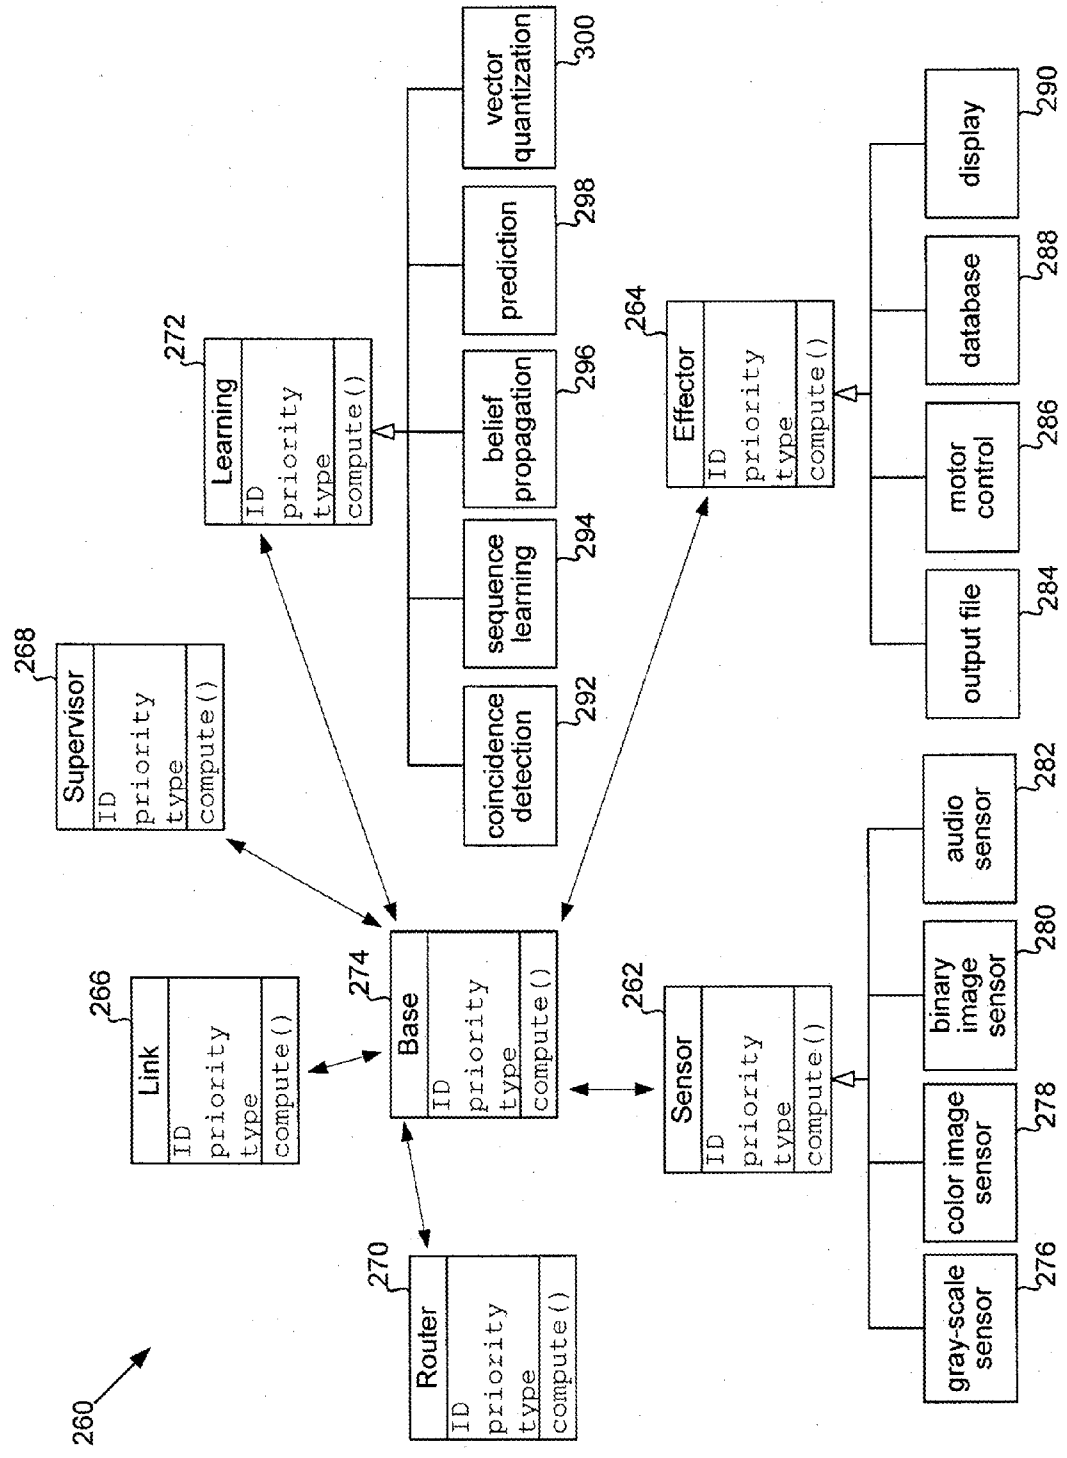 260
Router
ID
priority
type
compute()
270
Link
ID
priority
type
compute()
266
Supervisor
ID
priority
type
compute()
268
Base
ID
priority
type
compute()
274
Learning
ID
priority
type
compute()
272
coincidence
detection
292
sequence
learning
294
belief
propagation
296
prediction
298
vector
quantization
300
Sensor
ID
priority
type
compute()
262
gray-scale
sensor
276
color image
sensor
278
binary
image
sensor
280
audio
sensor
282
Effector
ID
priority
type
compute()
264
output file
284
motor
control
286
database
288
display
290